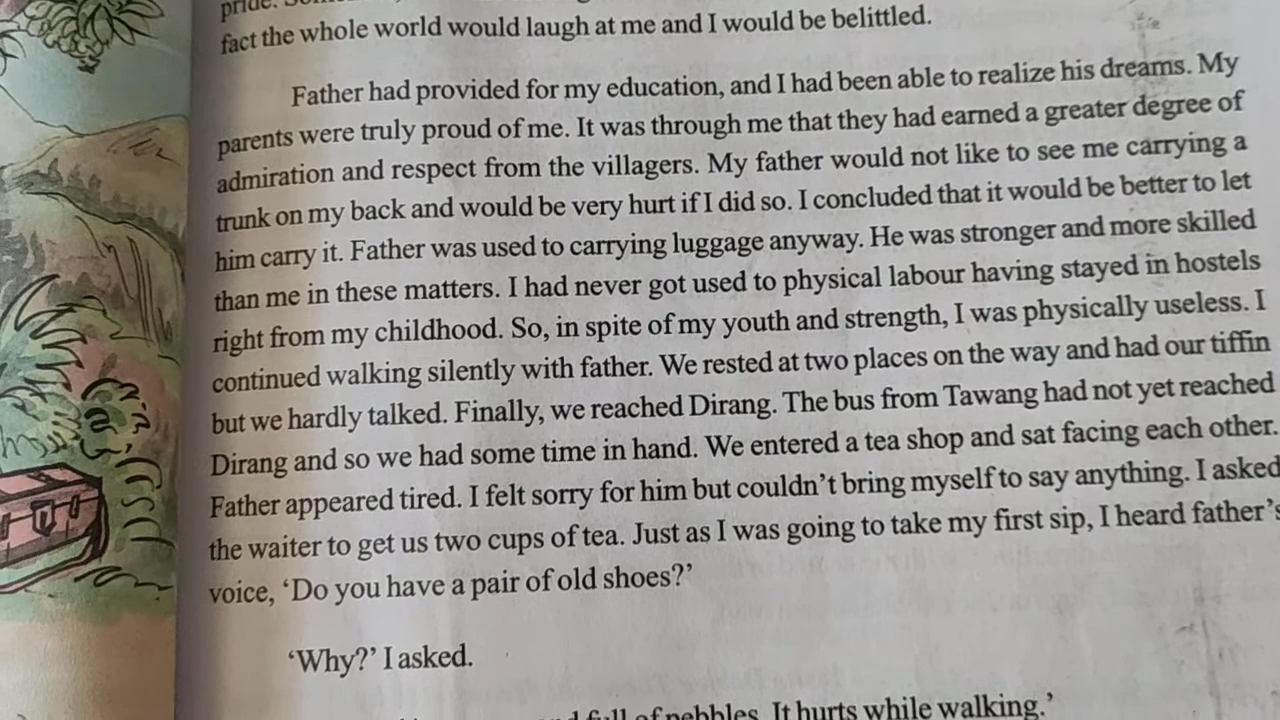 pride.
fact the whole world would laugh at me and I would be belittled.
Father had provided for my education, and I had been able to realize his dreams. My
parents were truly proud of me. It was through me that they had earned a greater degree of
admiration and respect from the villagers. My father would not like to see me carrying a
trunk on my back and would be very hurt if I did so. I concluded that it would be better to let
him carry it. Father was used to carrying luggage anyway. He was stronger and more skilled
than me in these matters. I had never got used to physical labour having stayed in hostels
right from my childhood. So, in spite of my youth and strength, I was physically useless. I
continued walking silently with father. We rested at two places on the way and had our tiffin
but we hardly talked. Finally, we reached Dirang. The bus from Tawang had not yet reached
Dirang and so we had some time in hand. We entered a tea shop and sat facing each other.
Father appeared tired. I felt sorry for him but couldn’t bring myself to say anything. I asked
the waiter to get us two cups of tea. Just as I was going to take my first sip, I heard father’s
voice, ‘Do you have a pair of old shoes?’
‘Why?’ I asked.
full of pebbles. It hurts while walking.’